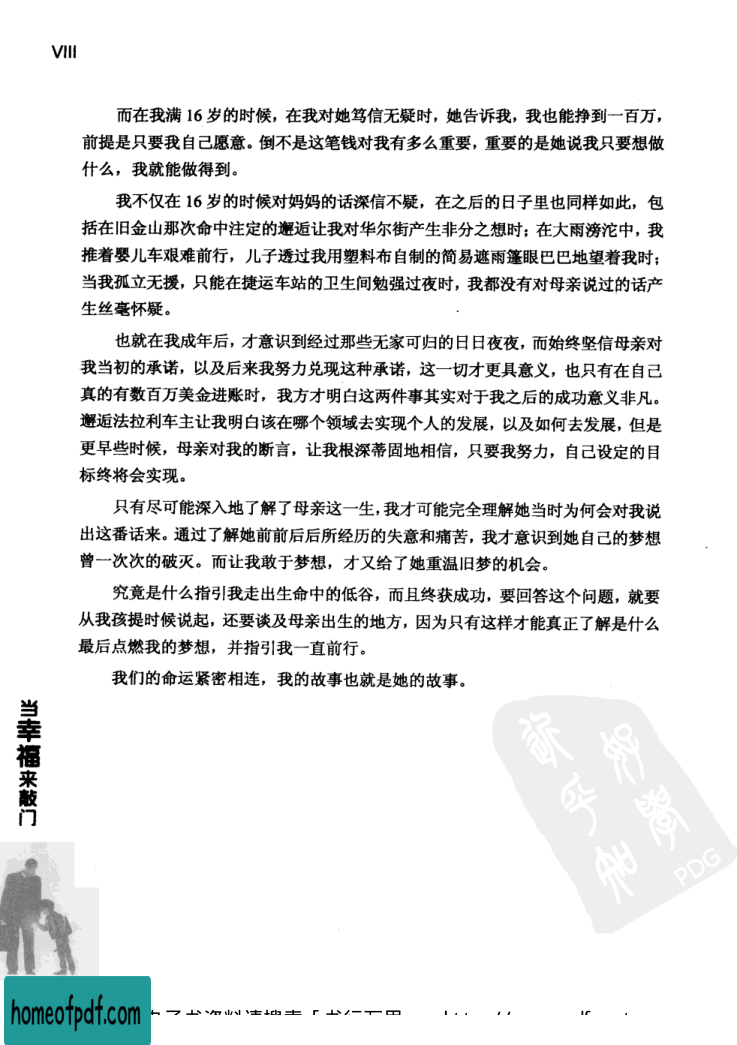 VIII
而在我满 16 岁的时候，在我对她笃信无疑时，她告诉我，我也能挣到一百万，
前提是只要我自己愿意。倒不是这笔钱对我有多么重要，重要的是她说我只要想做
什么，我就能做得到。
我不仅在 16 岁的时候对妈妈的话深信不疑，在之后的日子里也同样如此，包
括在旧金山那次命中注定的邂逅让我对华尔街产生非分之想时；在大雨滂沱中，我
推着婴儿车艰难前行，儿子透过我用塑料布自制的简易遮雨篷眼巴巴地望着我时；
当我孤立无援，只能在捷运车站的卫生间勉强过夜时，我都没有对母亲说过的话产
生丝毫怀疑。
也就在我成年后，才意识到经过那些无家可归的日日夜夜，而始终坚信母亲对
我当初的承诺，以及后来我努力兑现这种承诺，这一切才更具意义，也只有在自己
真的有数百万美金进账时，我方才明白这两件事其实对于我之后的成功意义非凡。
邂逅法拉利车主让我明白该在哪个领域去实现个人的发展，以及如何去发展，但是
更早些时候，母亲对我的断言，让我根深蒂固地相信，只要我努力，自己设定的目
标终将会实现。
只有尽可能深入地了解了母亲这一生，我才可能完全理解她当时为何会对我说
出这番话来。通过了解她前前后后所经历的失意和痛苦，我才意识到她自己的梦想
曾一次次的破灭。而让我敢于梦想，才又给了她重温旧梦的机会。
究竟是什么指引我走出生命中的低谷，而且终获成功，要回答这个问题，就要
从我孩提时候说起，还要谈及母亲出生的地方，因为只有这样才能真正了解是什么
最后点燃我的梦想，并指引我一直前行。
我们的命运紧密相连，我的故事也就是她的故事。
当幸福来敲门
PDG
homeofpdf.com